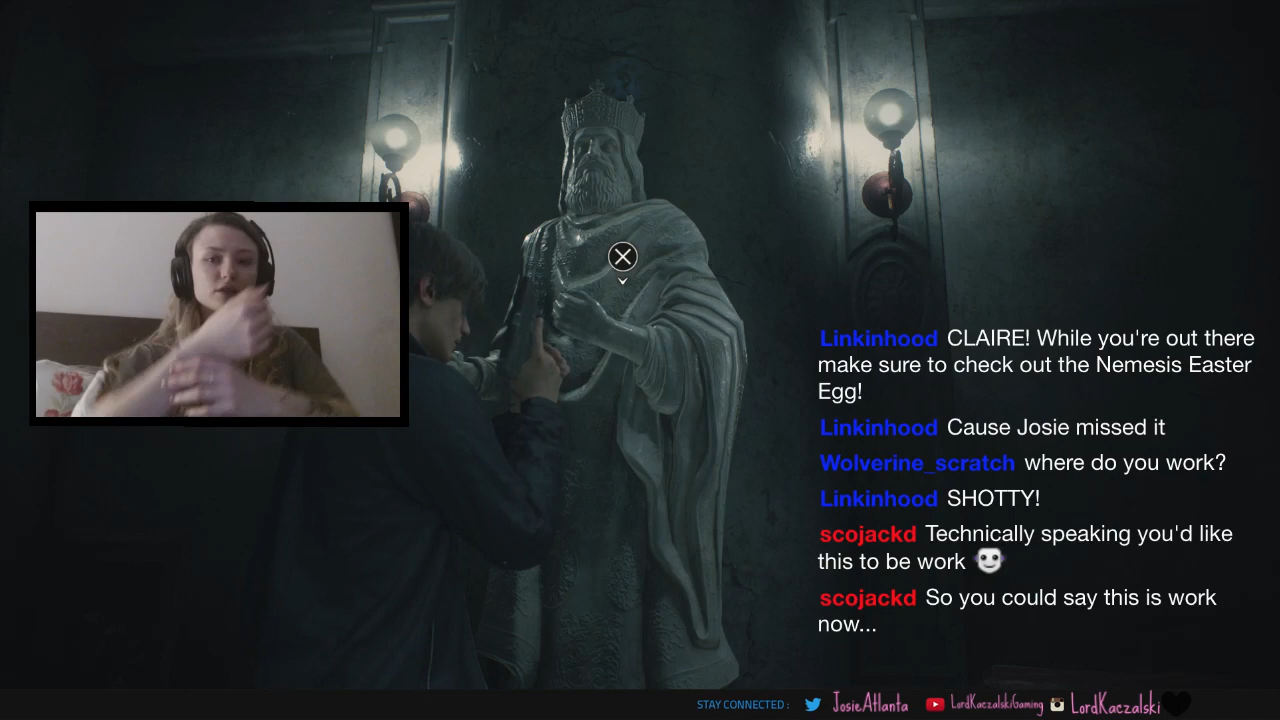 Linkinhood CLAIRE! While you're out there
make sure to check out the Nemesis Easter
Egg!
Linkinhood Cause Josie missed it
Wolverine_scratch where do you work?
Linkinhood SHOTTY!
scojackd Technically speaking you'd like
this to be work
scojackd So you could say this is work
now...
STAY CONNECTED: JosieAtlanta LordKaczalskiGaming LordKaczalski